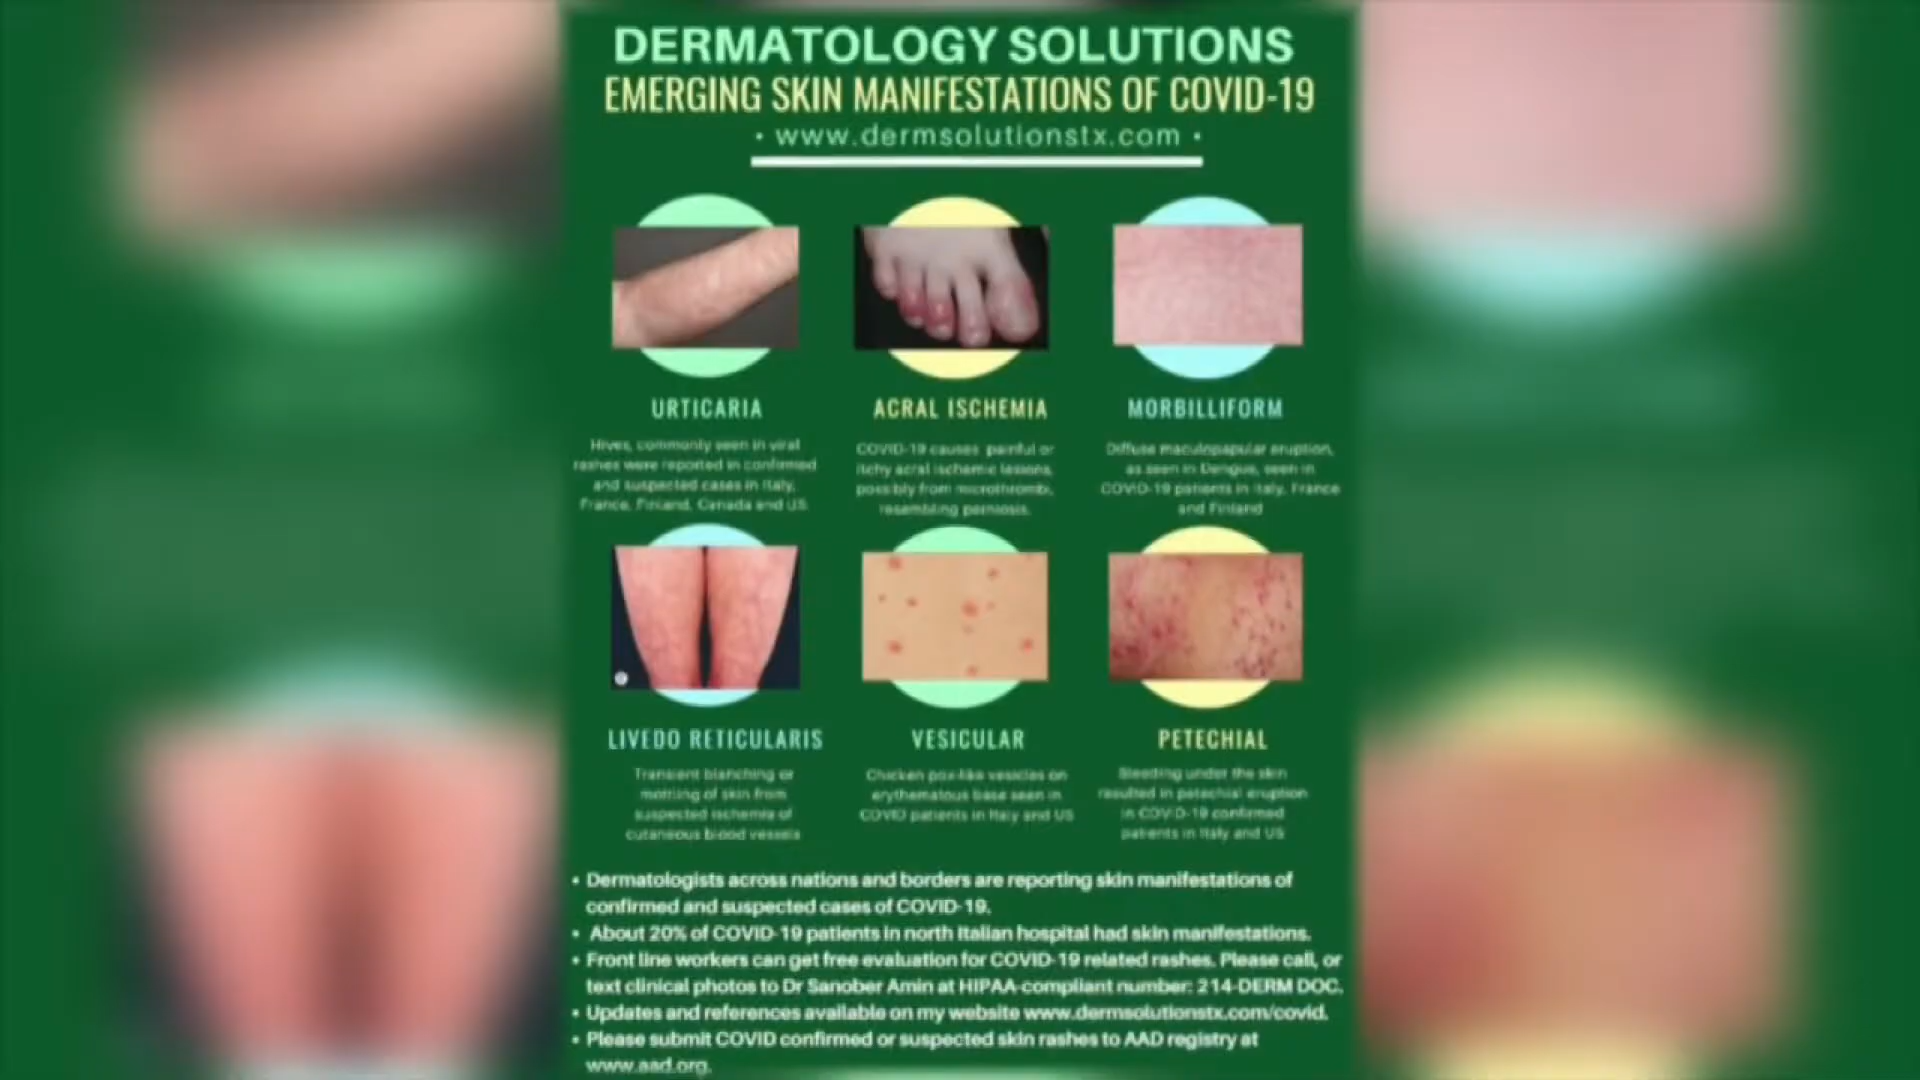 DERMATOLOGY SOLUTIONS
EMERGING SKIN MANIFESTATIONS OF COVID-19
• www.dermsolutionstx.com •
URTICARIA
Hives, commonly seen in viral
rashes were reported in confirmed
and suspected cases in Italy,
France, Finland, Canada and US
ACRAL ISCHEMIA
COVID-19 causes painful or
itchy acral ischemic lesions,
possibly from microthrombi,
resembling perniosis.
MORBILLIFORM
Diffuse maculopapular eruption,
as seen in Dengue, seen in
COVID-19 patients in Italy, France
and Finland
LIVEDO RETICULARIS
Transient blanching or
mottling of skin from
suspected ischemia of
cutaneous blood vessels
VESICULAR
Chicken pox-like vesicles on
erythematous base seen in
COVID patients in Italy and US
PETECHIAL
Bleeding under the skin
resulted in petechial eruption
in COVID-19 confirmed
patients in Italy and US
• Dermatologists across nations and borders are reporting skin manifestations of
confirmed and suspected cases of COVID-19.
• About 20% of COVID-19 patients in north Italian hospital had skin manifestations.
• Front line workers can get free evaluation for COVID-19 related rashes. Please call, or
text clinical photos to Dr Sanober Amin at HIPAA-compliant number: 214-DERM DOC.
• Updates and references available on my website www.dermsolutionstx.com/covid.
• Please submit COVID confirmed or suspected skin rashes to AAD registry at
www.aad.org.